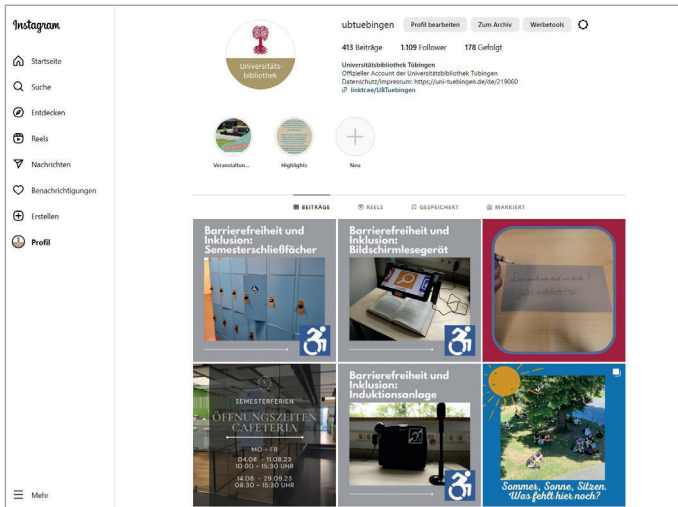 Instagram
Startseite
Suche
Entdecken
Reels
Nachrichten
Benachrichtigungen
Erstellen
Profil
Mehr
Universitäts-
bibliothek
ubtuebingen Profil bearbeiten Zum Archiv Werbetools
413 Beiträge 1.109 Follower 178 Gefolgt
Universitätsbibliothek Tübingen
Offizieller Account der Universitätsbibliothek Tübingen
Datenschutz/Impressum: https://uni-tuebingen.de/de/219060
linktr.ee/UBTuebingen
Veranstaltun... Highlights Neu
BEITRÄGE REELS GESPEICHERT MARKIERT
Barrierefreiheit und
Inklusion:
Semesterschließfächer
Barrierefreiheit und
Inklusion:
Bildschirmlesegerät
SEMESTERFERIEN
ÖFFNUNGSZEITEN
CAFETERIA
MO - FR
04.08. - 11.08.23
10:00 - 15:30 UHR
14.08. - 29.09.23
08:30 - 15:30 UHR
Barrierefreiheit und
Inklusion:
Induktionsanlage
Sommer, Sonne, Sitzen.
Was fehlt hier noch?